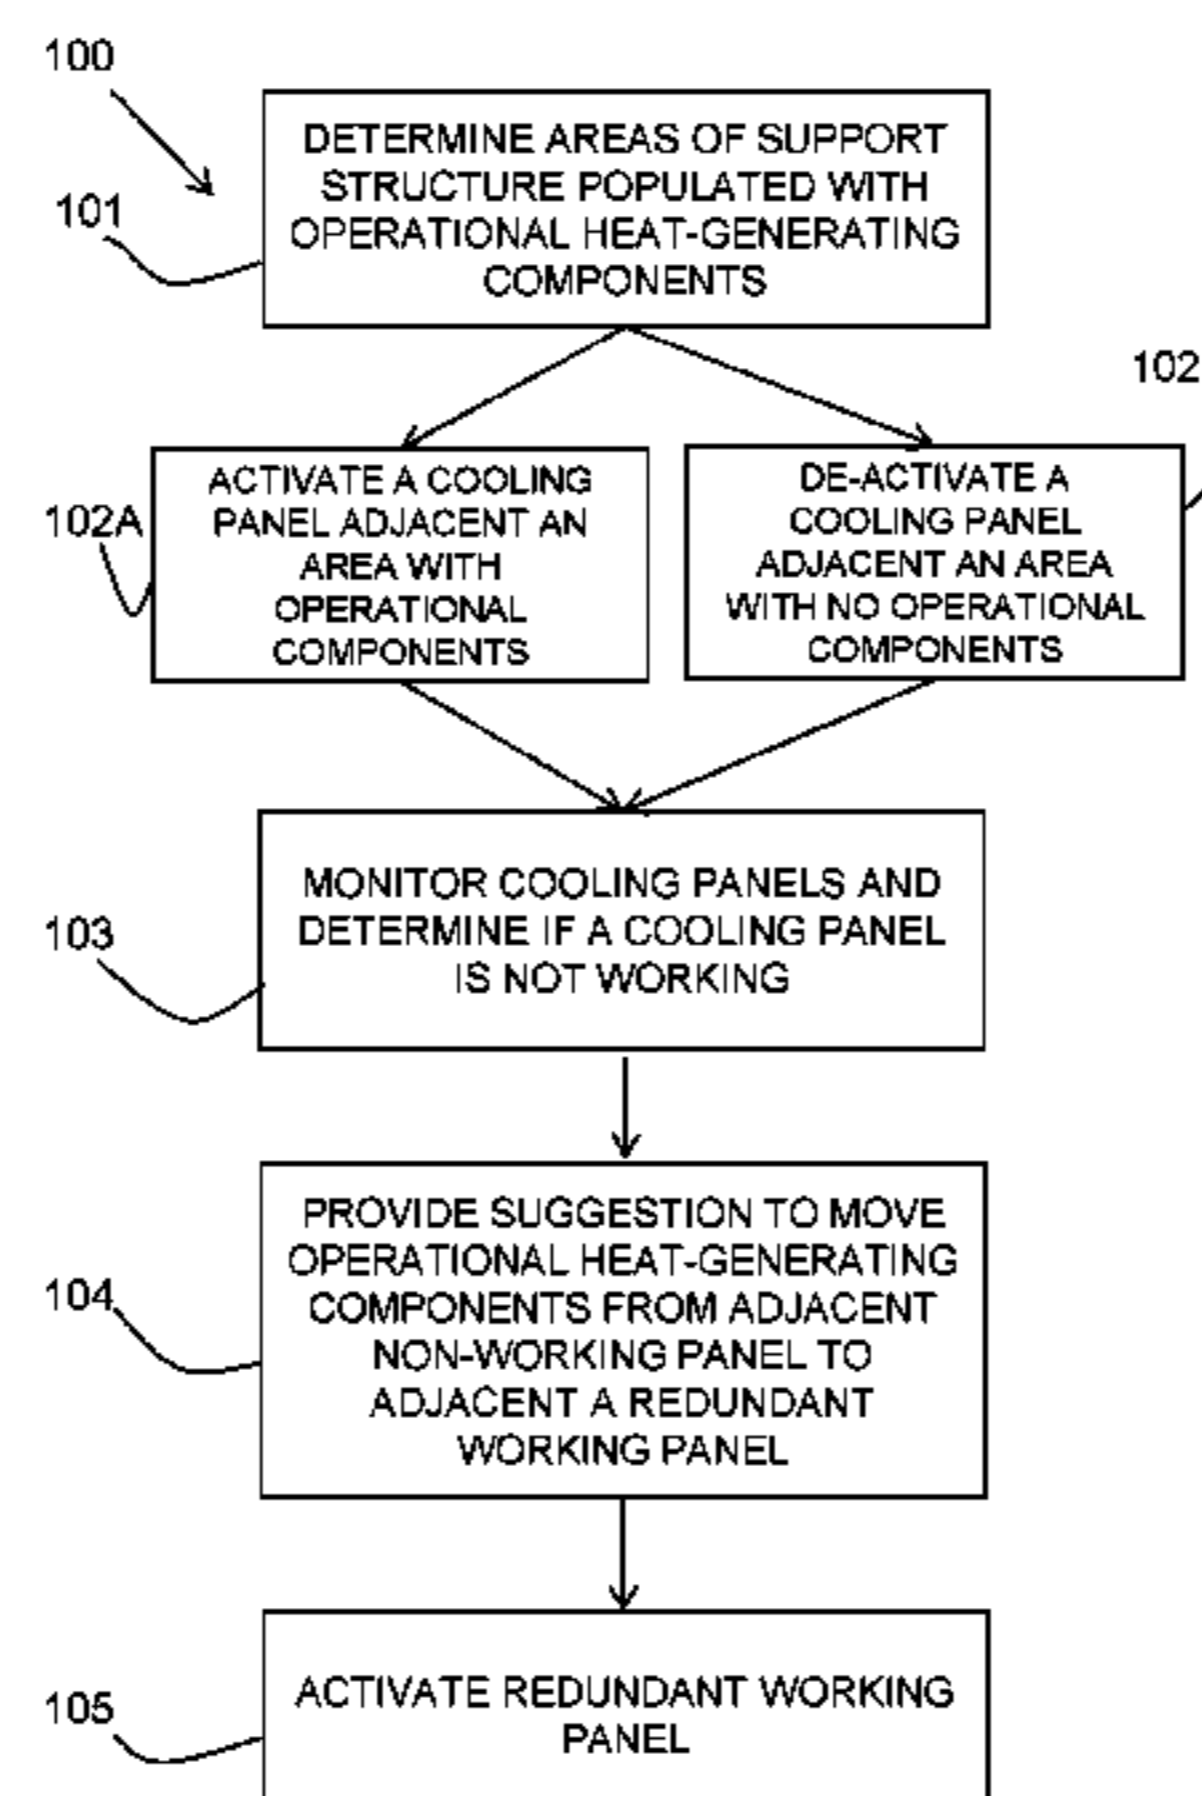 100
DETERMINE AREAS OF SUPPORT
STRUCTURE POPULATED WITH
OPERATIONAL HEAT-GENERATING
COMPONENTS
101
102
ACTIVATE A COOLING
PANEL ADJACENT AN
AREA WITH
OPERATIONAL
COMPONENTS
102A
DE-ACTIVATE A
COOLING PANEL
ADJACENT AN AREA
WITH NO OPERATIONAL
COMPONENTS
MONITOR COOLING PANELS AND
DETERMINE IF A COOLING PANEL
IS NOT WORKING
103
PROVIDE SUGGESTION TO MOVE
OPERATIONAL HEAT-GENERATING
COMPONENTS FROM ADJACENT
NON-WORKING PANEL TO
ADJACENT A REDUNDANT
WORKING PANEL
104
ACTIVATE REDUNDANT WORKING
PANEL
105